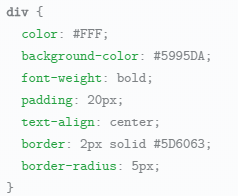 div {
  color: #FFF;
  background-color: #5995DA;
  font-weight: bold;
  padding: 20px;
  text-align: center;
  border: 2px solid #5D6063;
  border-radius: 5px;
}